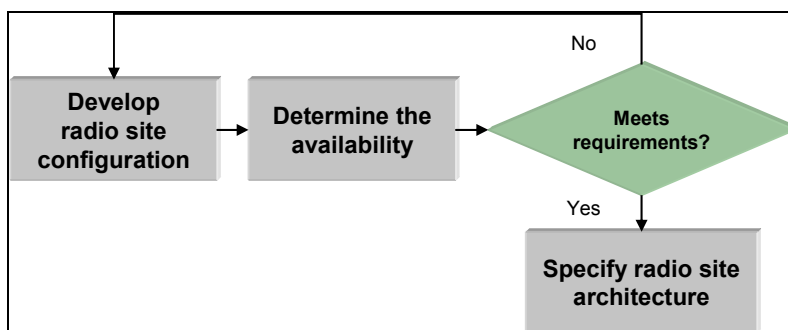 No
Develop
radio site
configuration
Determine the
availability
Meets
requirements?
Yes
Specify radio site
architecture